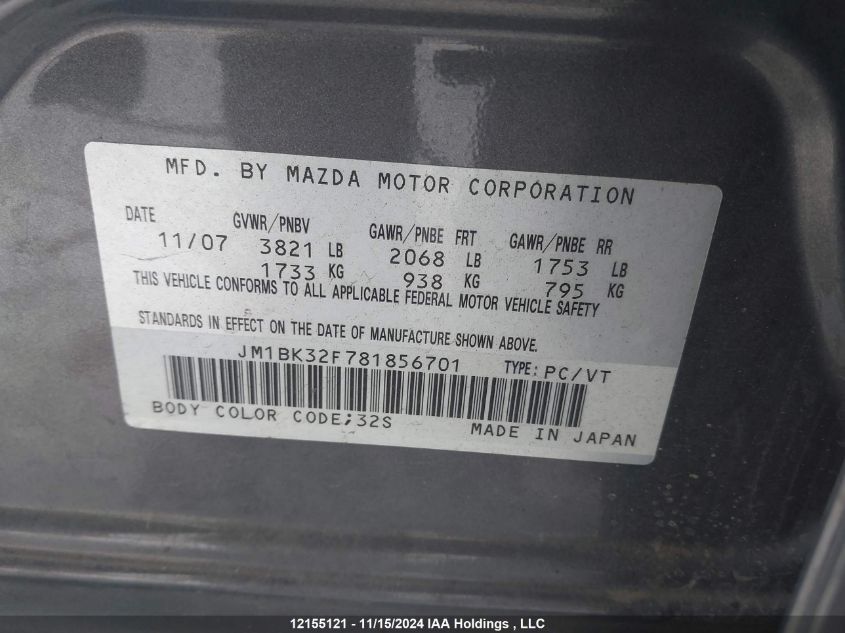 MFD. BY MAZDA MOTOR CORPORATION
DATE GVWR/PNBV GAWR/PNBE FRT GAWR/PNBE RR
11/07 3821 LB 2068 LB 1753 LB
1733 KG 938 KG 795 KG
THIS VEHICLE CONFORMS TO ALL APPLICABLE FEDERAL MOTOR VEHICLE SAFETY
STANDARDS IN EFFECT ON THE DATE OF MANUFACTURE SHOWN ABOVE.
JM1BK32F781856701 TYPE: PC/VT
BODY COLOR CODE;32S MADE IN JAPAN
12155121 - 11/15/2024 IAA Holdings , LLC